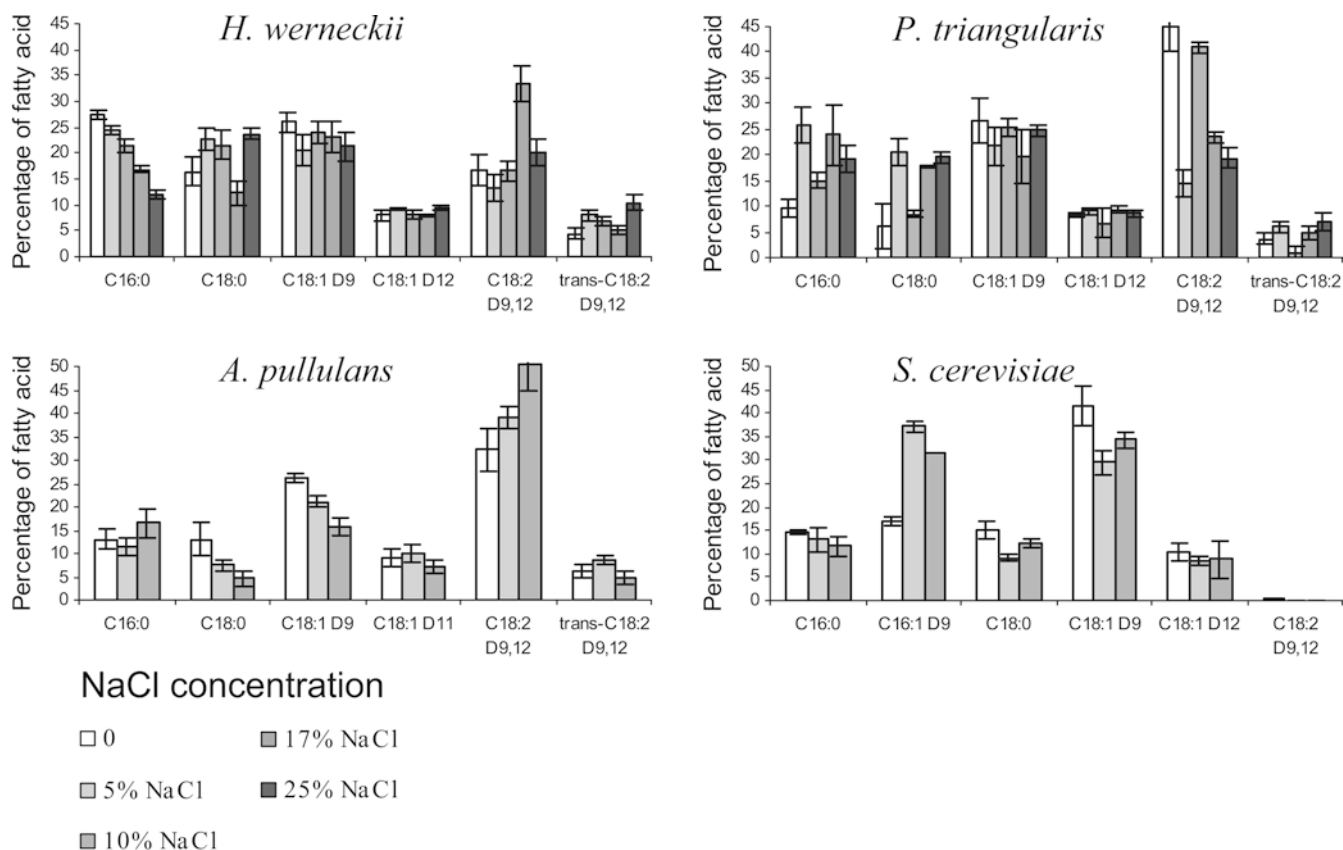 H. werneckii
Percentage of fatty acid
45
40
35
30
25
20
15
10
5
0
C16:0
C18:0
C18:1 D9
C18:1 D12
C18:2
D9,12
trans-C18:2
D9,12
P. triangularis
Percentage of fatty acid
45
40
35
30
25
20
15
10
5
0
C16:0
C18:0
C18:1 D9
C18:1 D12
C18:2
D9,12
trans-C18:2
D9,12
A. pullulans
Percentage of fatty acid
50
45
40
35
30
25
20
15
10
5
0
C16:0
C18:0
C18:1 D9
C18:1 D11
C18:2
D9,12
trans-C18:2
D9,12
S. cerevisiae
Percentage of fatty acid
50
45
40
35
30
25
20
15
10
5
0
C16:0
C16:1 D9
C18:0
C18:1 D9
C18:1 D12
C18:2
D9,12
NaCl concentration
0
5% NaCl
10% NaCl
17% NaCl
25% NaCl